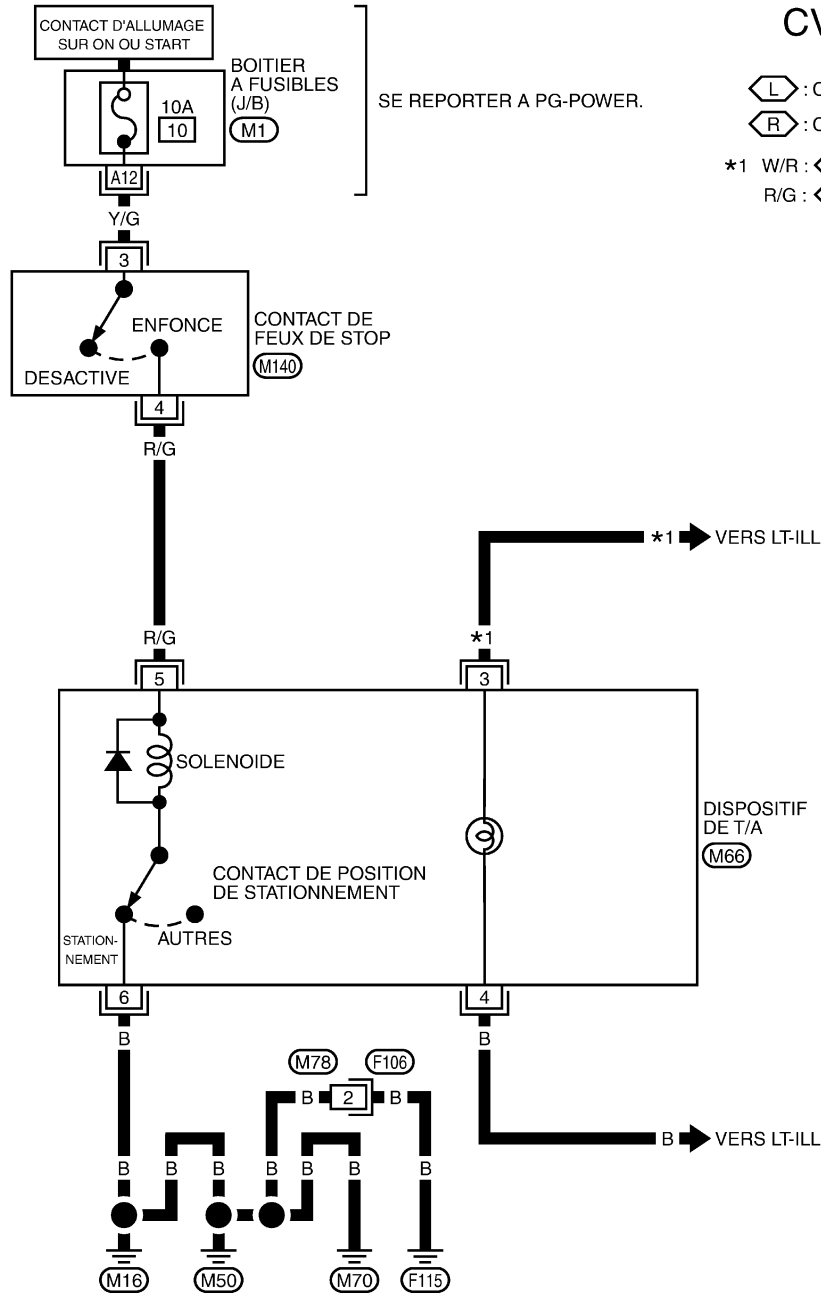 CONTACT D'ALLUMAGE
SUR ON OU START
BOITIER
A FUSIBLES
(J/B)
M1
10A
10
A12
SE REPORTER A PG-POWER.
CV
L : C
R : C
*1 W/R :
R/G :
Y/G
3
ENFONCE
DESACTIVE
CONTACT DE
FEUX DE STOP
M140
4
R/G
*1 VERS LT-ILL
R/G
*1
5
3
SOLENOIDE
DISPOSITIF
DE T/A
M66
CONTACT DE POSITION
DE STATIONNEMENT
STATION-
NEMENT
AUTRES
6
4
B
B
M78
F106
B
2
B
B VERS LT-ILL
B
B
B
B
B
B
B
M16
M50
M70
F115